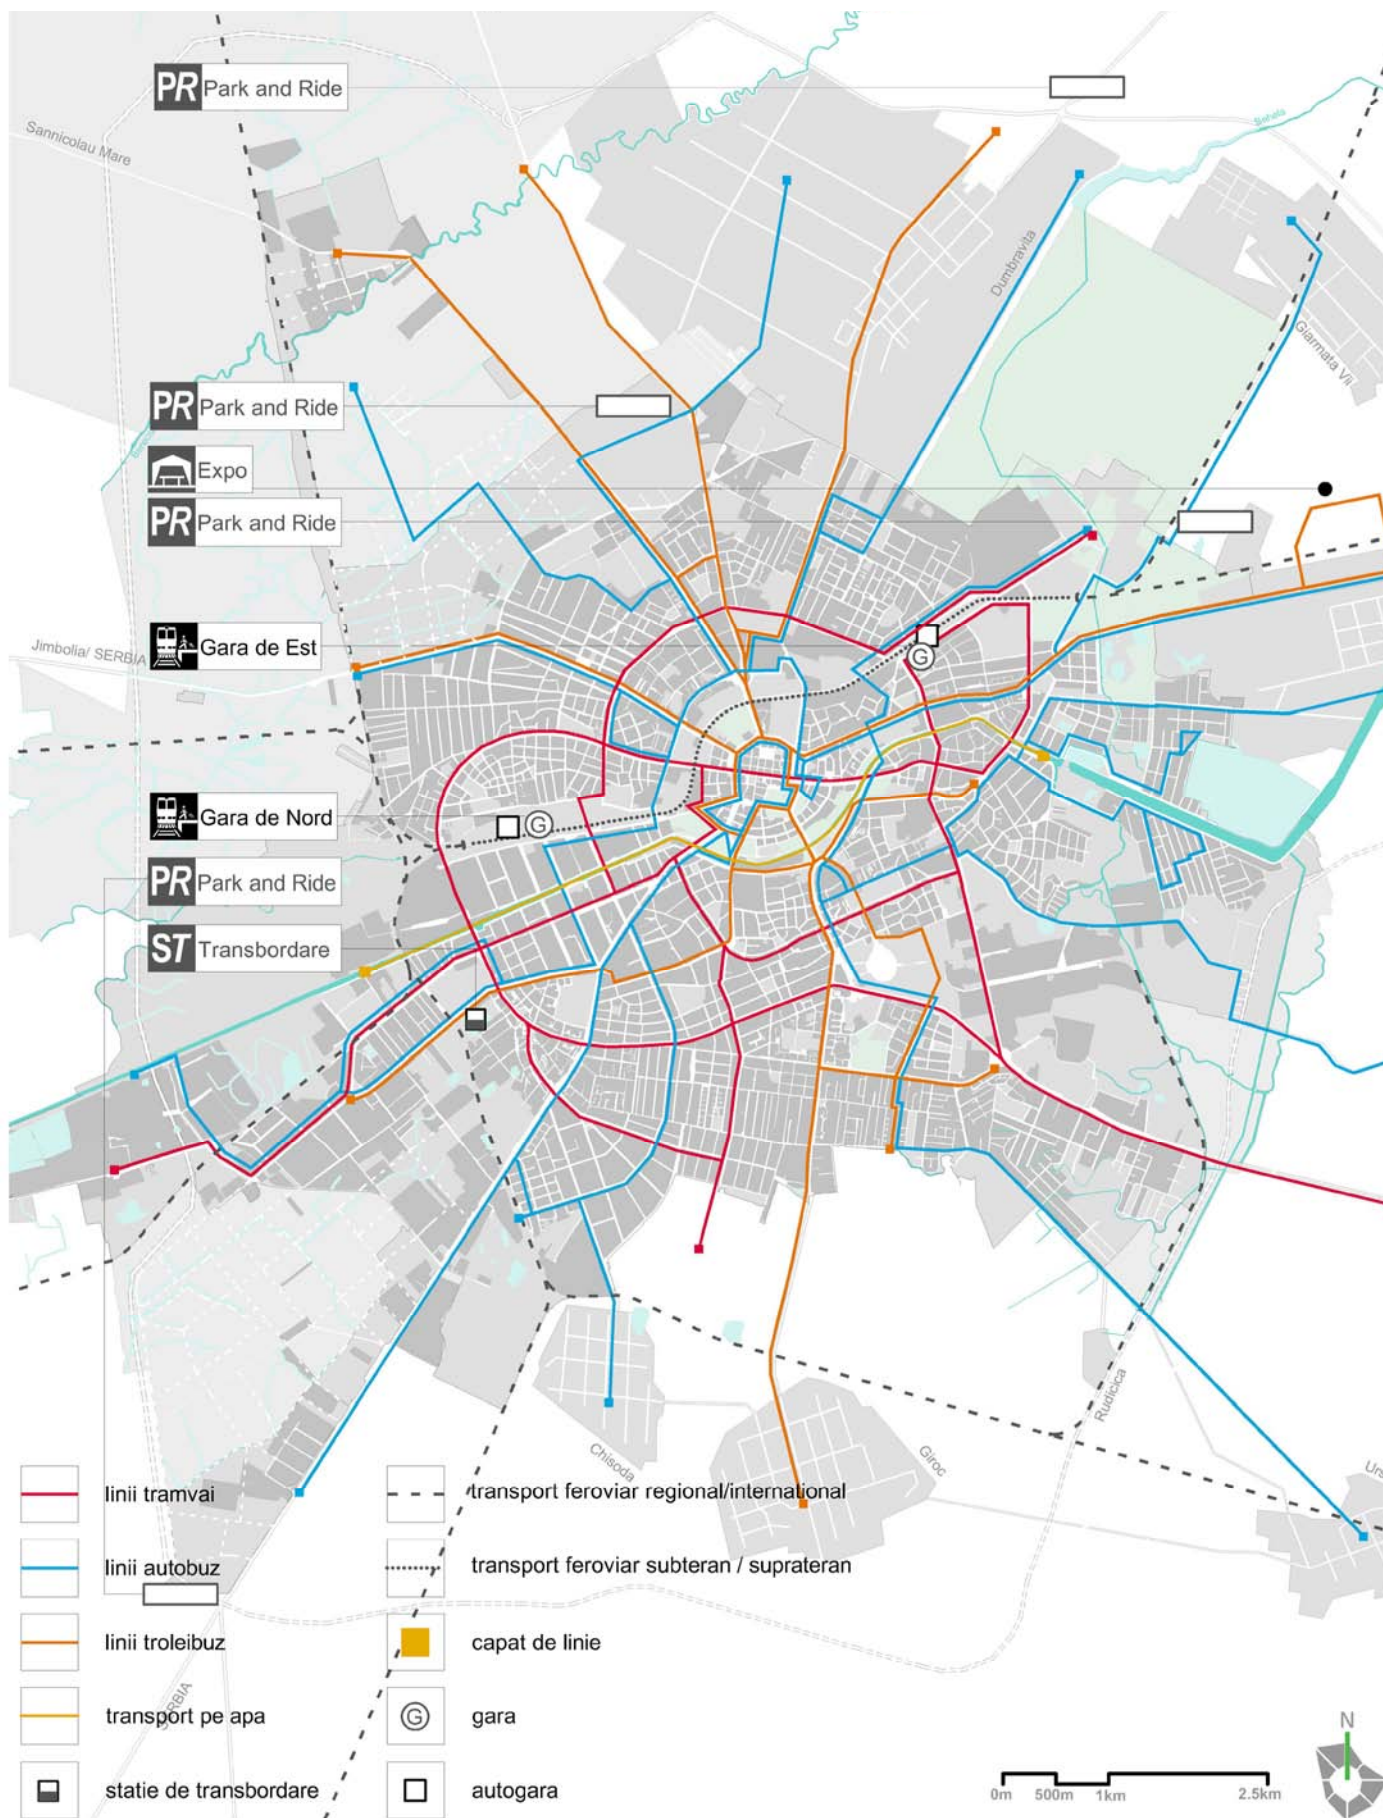 PR Park and Ride
Sannicolau Mare
Behela
Dumbravita
Giarmata Vii
PR Park and Ride
Expo
PR Park and Ride
Jimbolia/ SERBIA
Gara de Est
G
Gara de Nord
G
PR Park and Ride
ST Transbordare
Chisoda
Giroc
Rudicica
Urs
linii tramvai
transport feroviar regional/international
linii autobuz
transport feroviar subteran / suprateran
linii troleibuz
capat de linie
SERBIA
transport pe apa
G gara
N
statie de transbordare
autogara
0m 500m 1km 2.5km